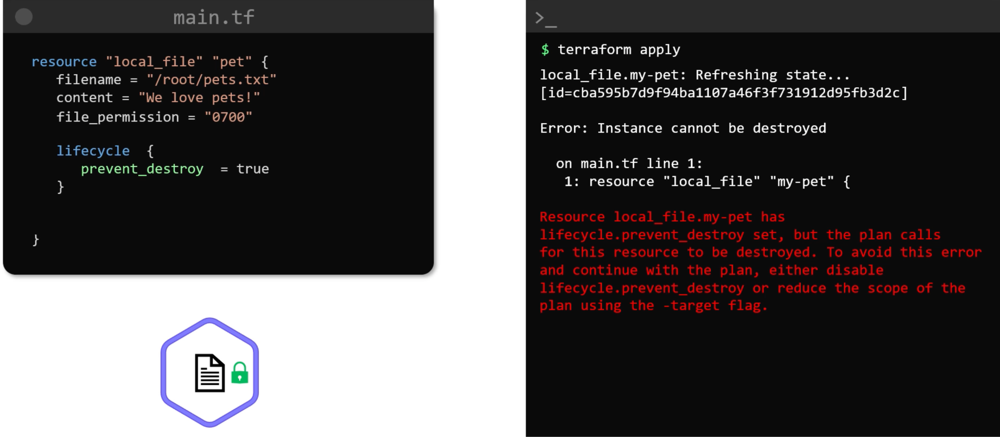 main.tf
resource "local_file" "pet" {
filename = "/root/pets.txt"
content = "We love pets!"
file_permission = "0700"
lifecycle {
prevent_destroy = true
}
}
>_
$ terraform apply
local_file.my-pet: Refreshing state...
[id=cba595b7d9f94ba1107a46f3f731912d95fb3d2c]
Error: Instance cannot be destroyed
on main.tf line 1:
1: resource "local_file" "my-pet" {
Resource local_file.my-pet has
lifecycle.prevent_destroy set, but the plan calls
for this resource to be destroyed. To avoid this error
and continue with the plan, either disable
lifecycle.prevent_destroy or reduce the scope of the
plan using the -target flag.